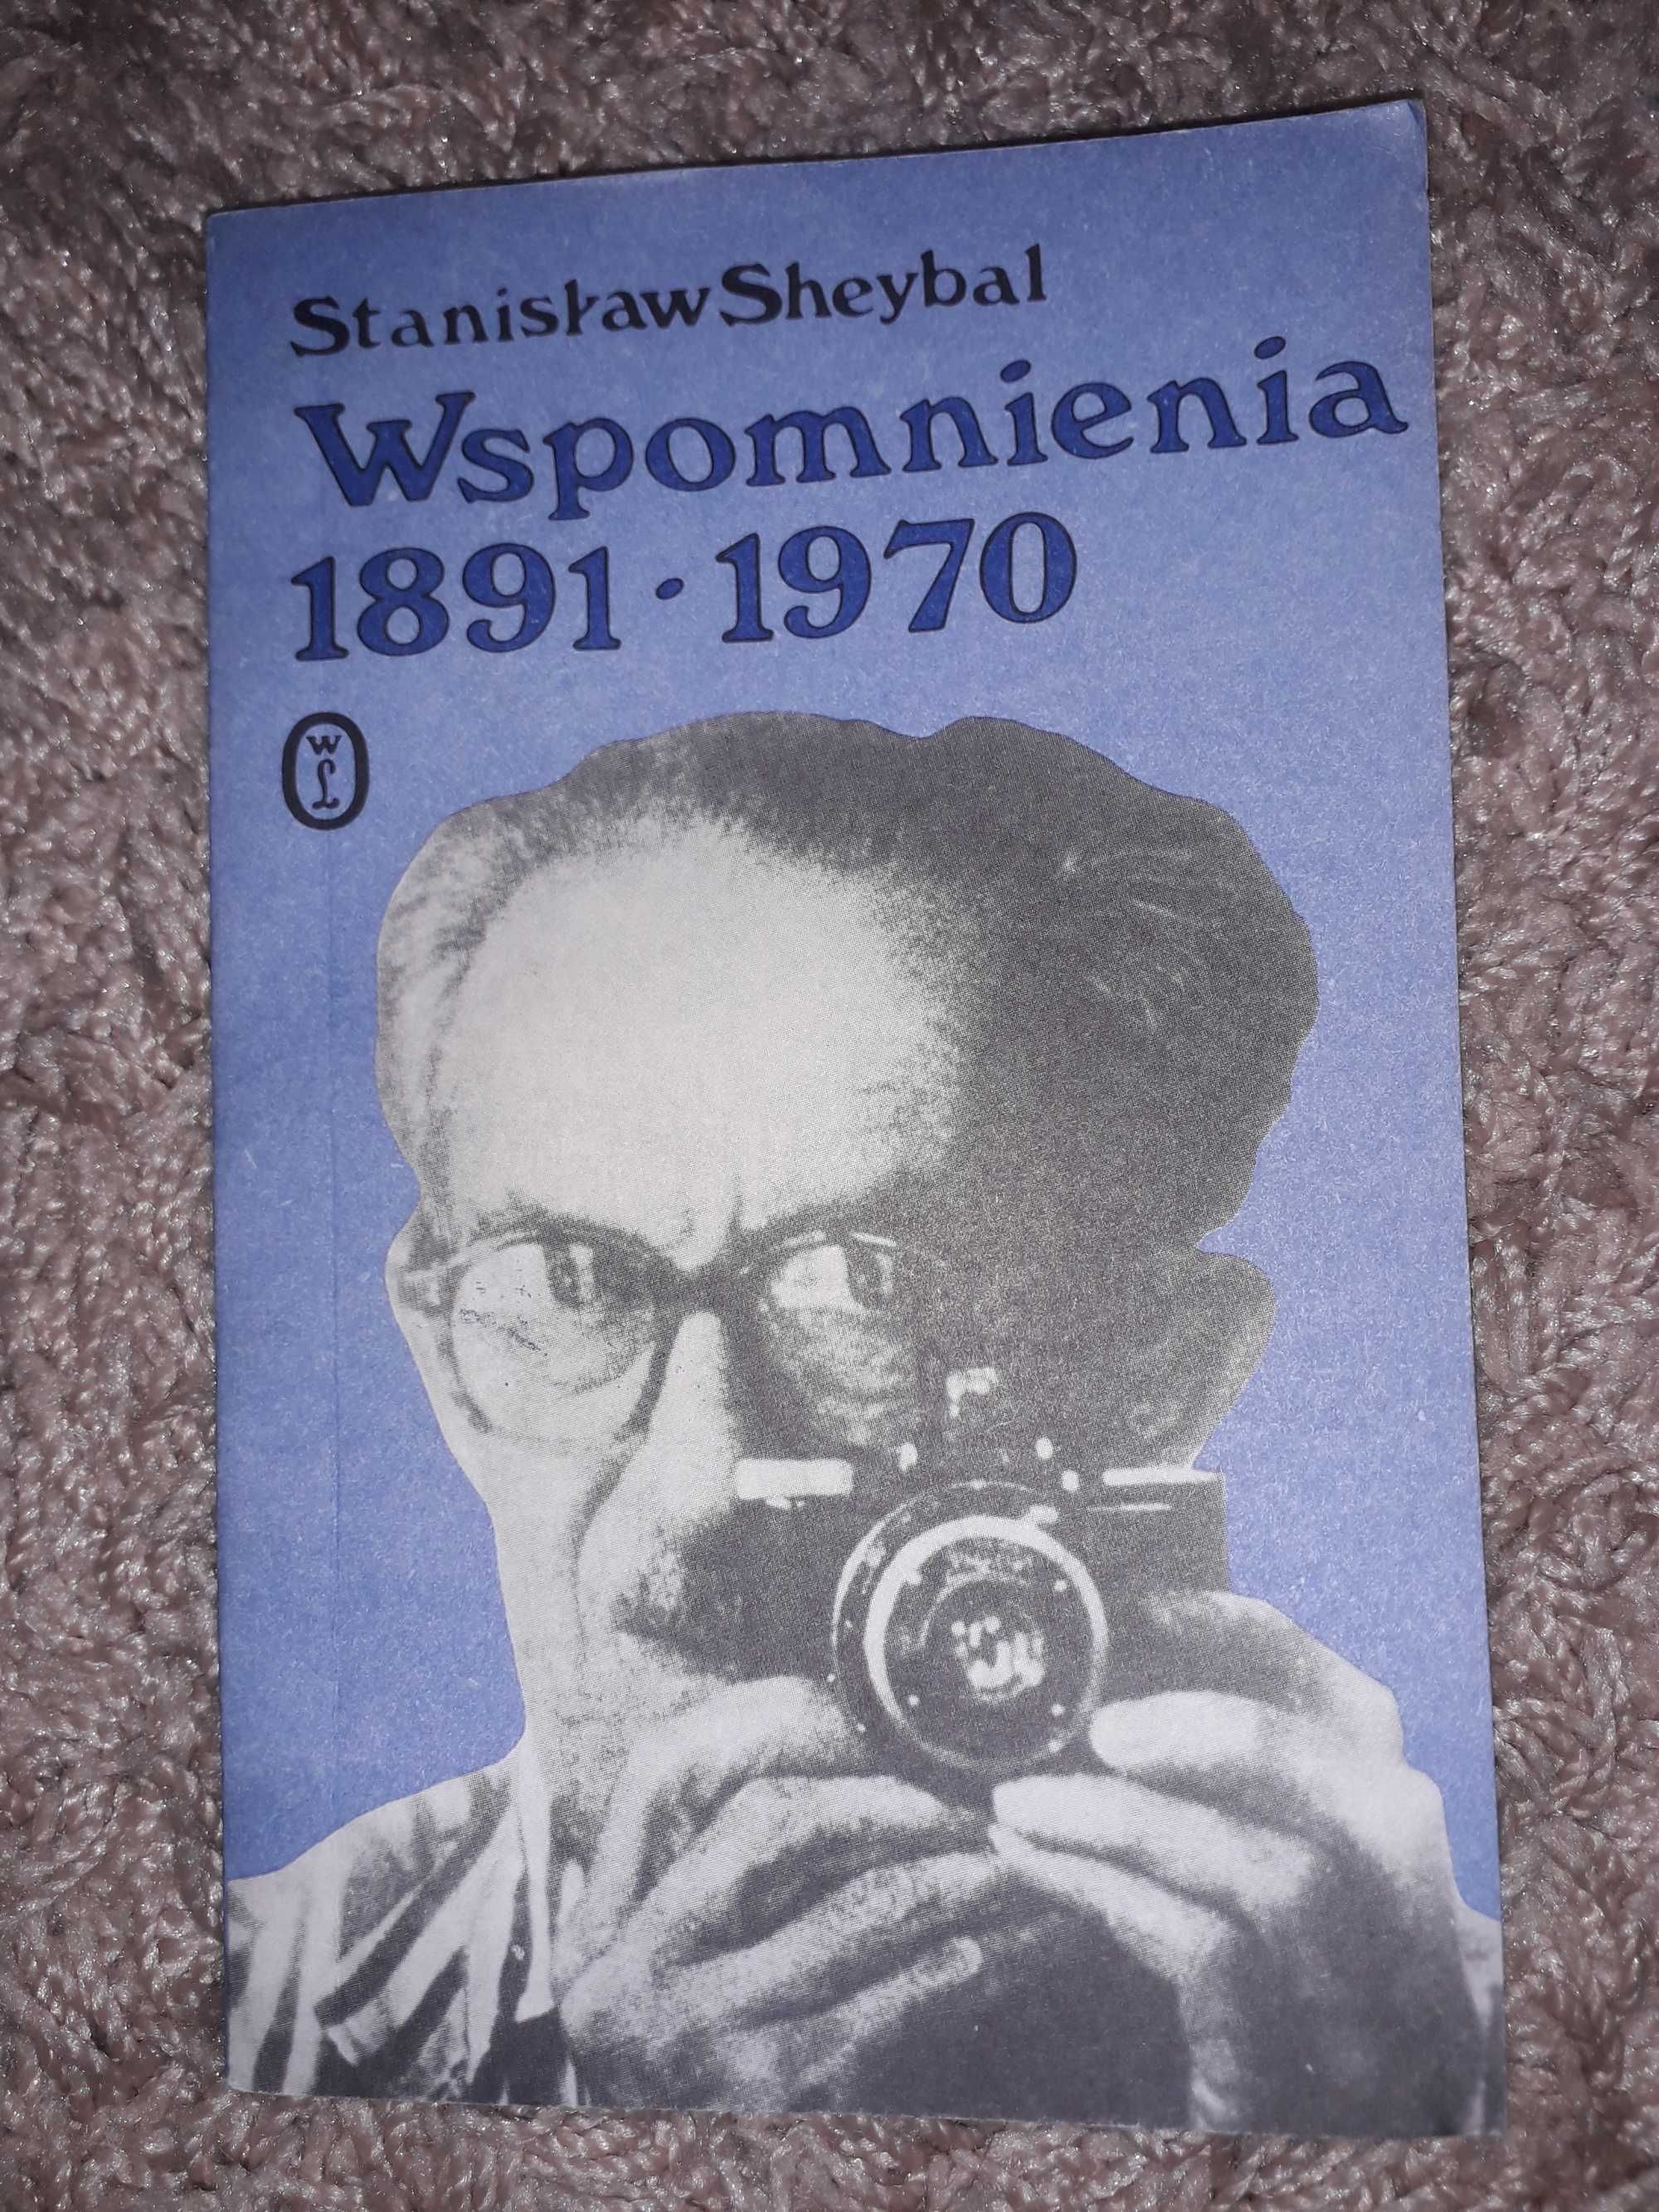 Stanisław Sheybal
Wspomnienia
1891·1970
W
Ł